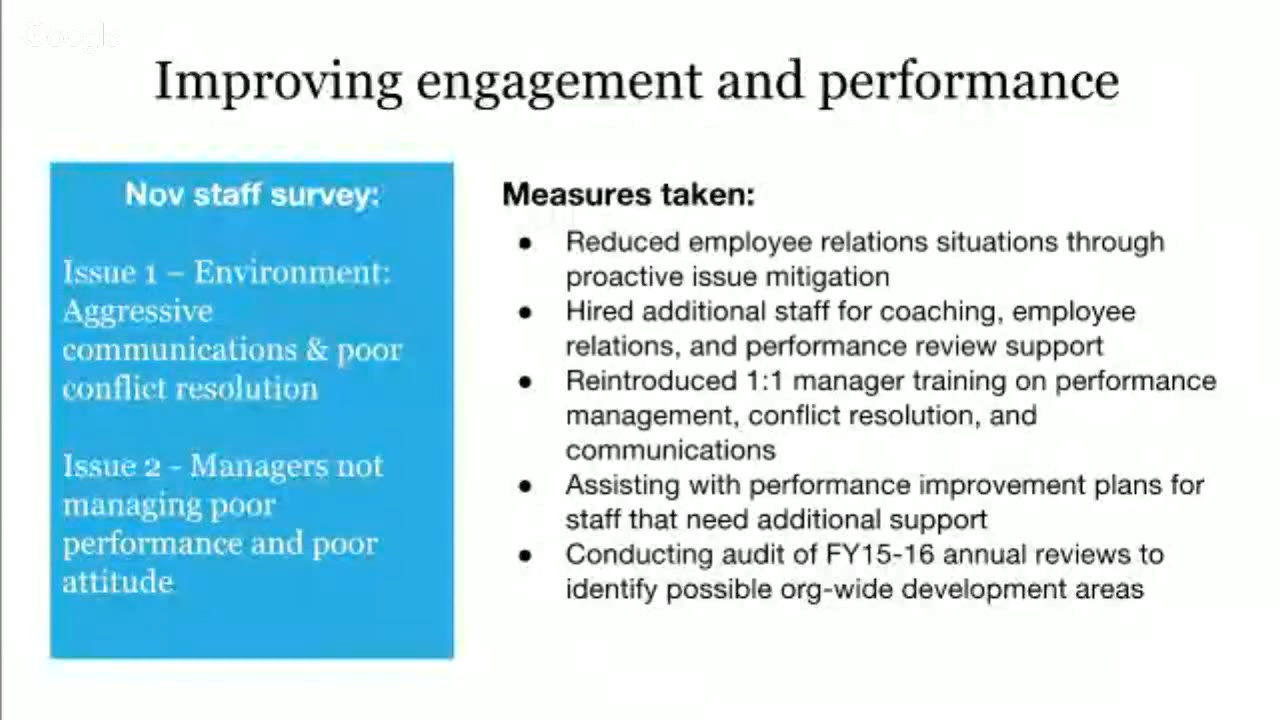 Google
Improving engagement and performance
Nov staff survey:
Issue 1 – Environment:
Aggressive
communications & poor
conflict resolution
Issue 2 - Managers not
managing poor
performance and poor
attitude
Measures taken:
● Reduced employee relations situations through
proactive issue mitigation
● Hired additional staff for coaching, employee
relations, and performance review support
● Reintroduced 1:1 manager training on performance
management, conflict resolution, and
communications
● Assisting with performance improvement plans for
staff that need additional support
● Conducting audit of FY15-16 annual reviews to
identify possible org-wide development areas